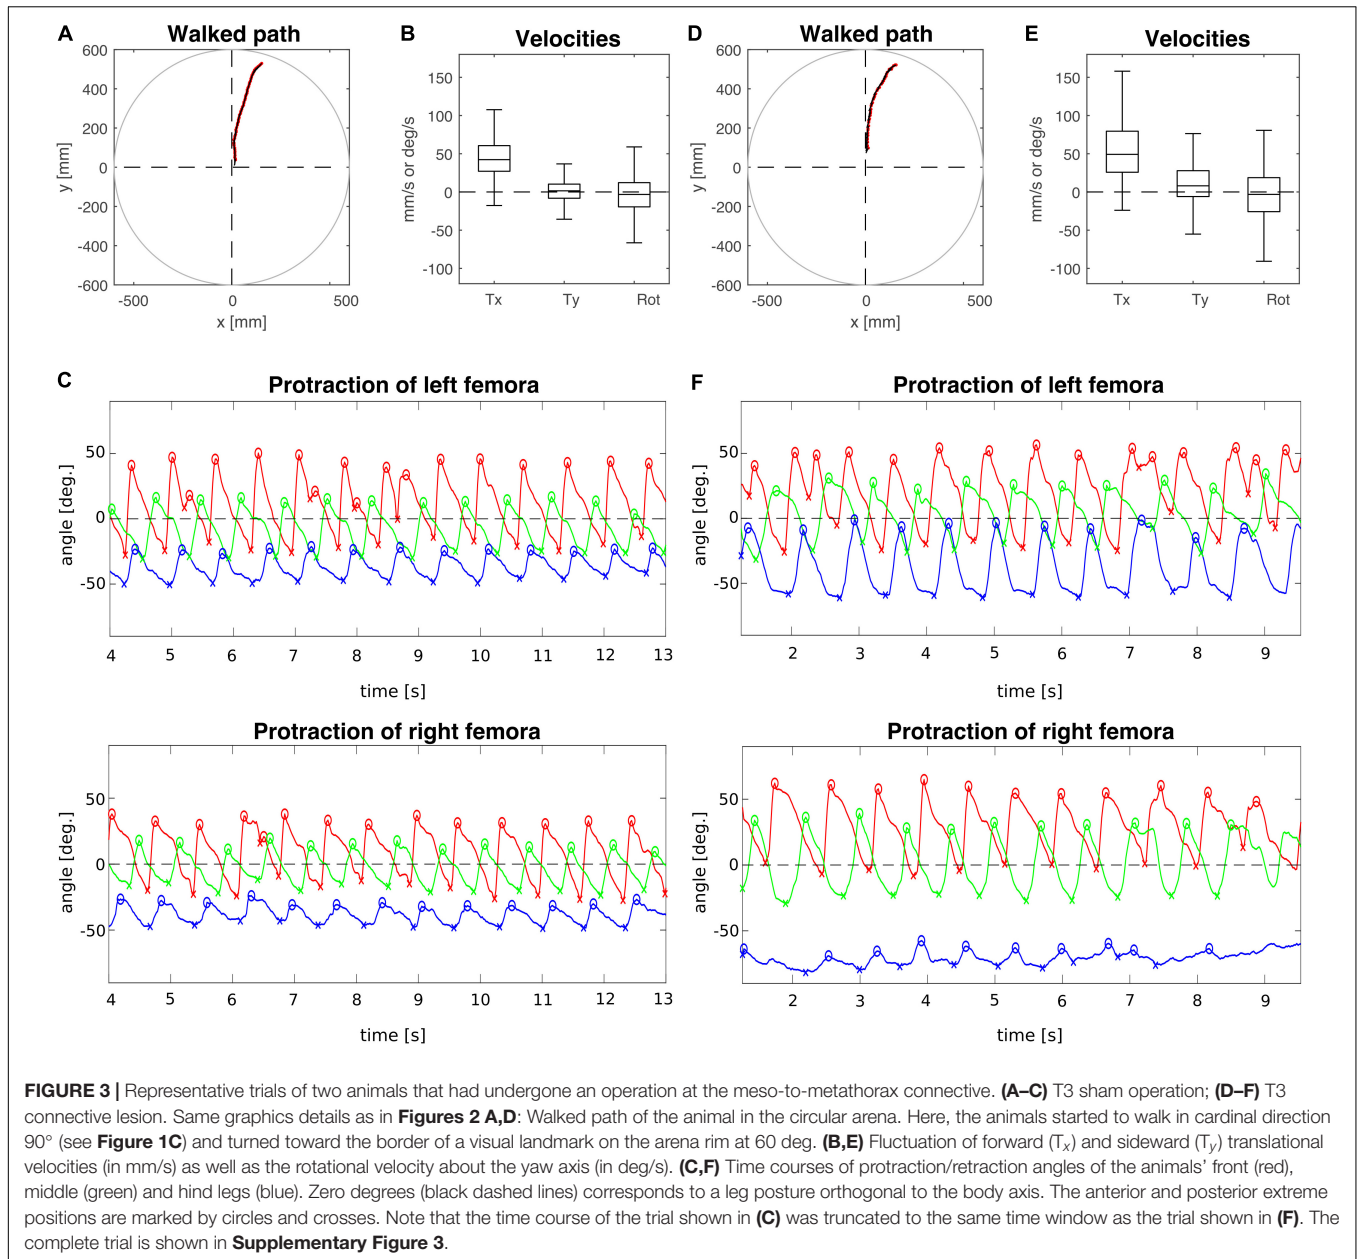 A
Walked path
600
400
200
0
-200
-400
-600
y [mm]
-500
0
500
x [mm]
B
Velocities
150
100
50
0
-50
-100
mm/s or deg/s
Tx
Ty
Rot
D
Walked path
600
400
200
0
-200
-400
-600
y [mm]
-500
0
500
x [mm]
E
Velocities
150
100
50
0
-50
-100
mm/s or deg/s
Tx
Ty
Rot
C
Protraction of left femora
50
0
-50
angle [deg.]
4 5 6 7 8 9 10 11 12 13
time [s]
Protraction of right femora
50
0
-50
angle [deg.]
4 5 6 7 8 9 10 11 12 13
time [s]
F
Protraction of left femora
50
0
-50
angle [deg.]
2 3 4 5 6 7 8 9
time [s]
Protraction of right femora
50
0
-50
angle [deg.]
2 3 4 5 6 7 8 9
time [s]
FIGURE 3 | Representative trials of two animals that had undergone an operation at the meso-to-metathorax connective. (A–C) T3 sham operation; (D–F) T3
connective lesion. Same graphics details as in Figures 2 A,D: Walked path of the animal in the circular arena. Here, the animals started to walk in cardinal direction
90° (see Figure 1C) and turned toward the border of a visual landmark on the arena rim at 60 deg. (B,E) Fluctuation of forward (Tx) and sideward (Ty) translational
velocities (in mm/s) as well as the rotational velocity about the yaw axis (in deg/s). (C,F) Time courses of protraction/retraction angles of the animals' front (red),
middle (green) and hind legs (blue). Zero degrees (black dashed lines) corresponds to a leg posture orthogonal to the body axis. The anterior and posterior extreme
positions are marked by circles and crosses. Note that the time course of the trial shown in (C) was truncated to the same time window as the trial shown in (F). The
complete trial is shown in Supplementary Figure 3.